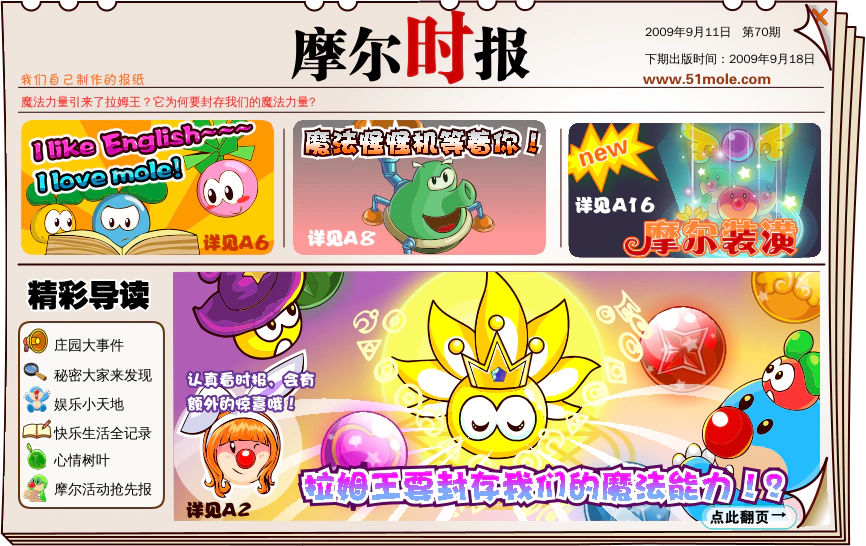 摩尔时报
2009年9月11日 第70期
下期出版时间：2009年9月18日
我们自己制作的报纸
www.51mole.com
魔法力量引来了拉姆王？它为何要封存我们的魔法力量?
I like English~~~
I love mole!
详见A6
魔法怪怪机等着你！
详见A8
new
详见A16
摩尔装潢
精彩导读
庄园大事件
秘密大家来发现
娱乐小天地
快乐生活全记录
心情树叶
摩尔活动抢先报
认真看时报，会有
额外的惊喜哦！
详见A2
拉姆王要封存我们的魔法能力！？
点此翻页→